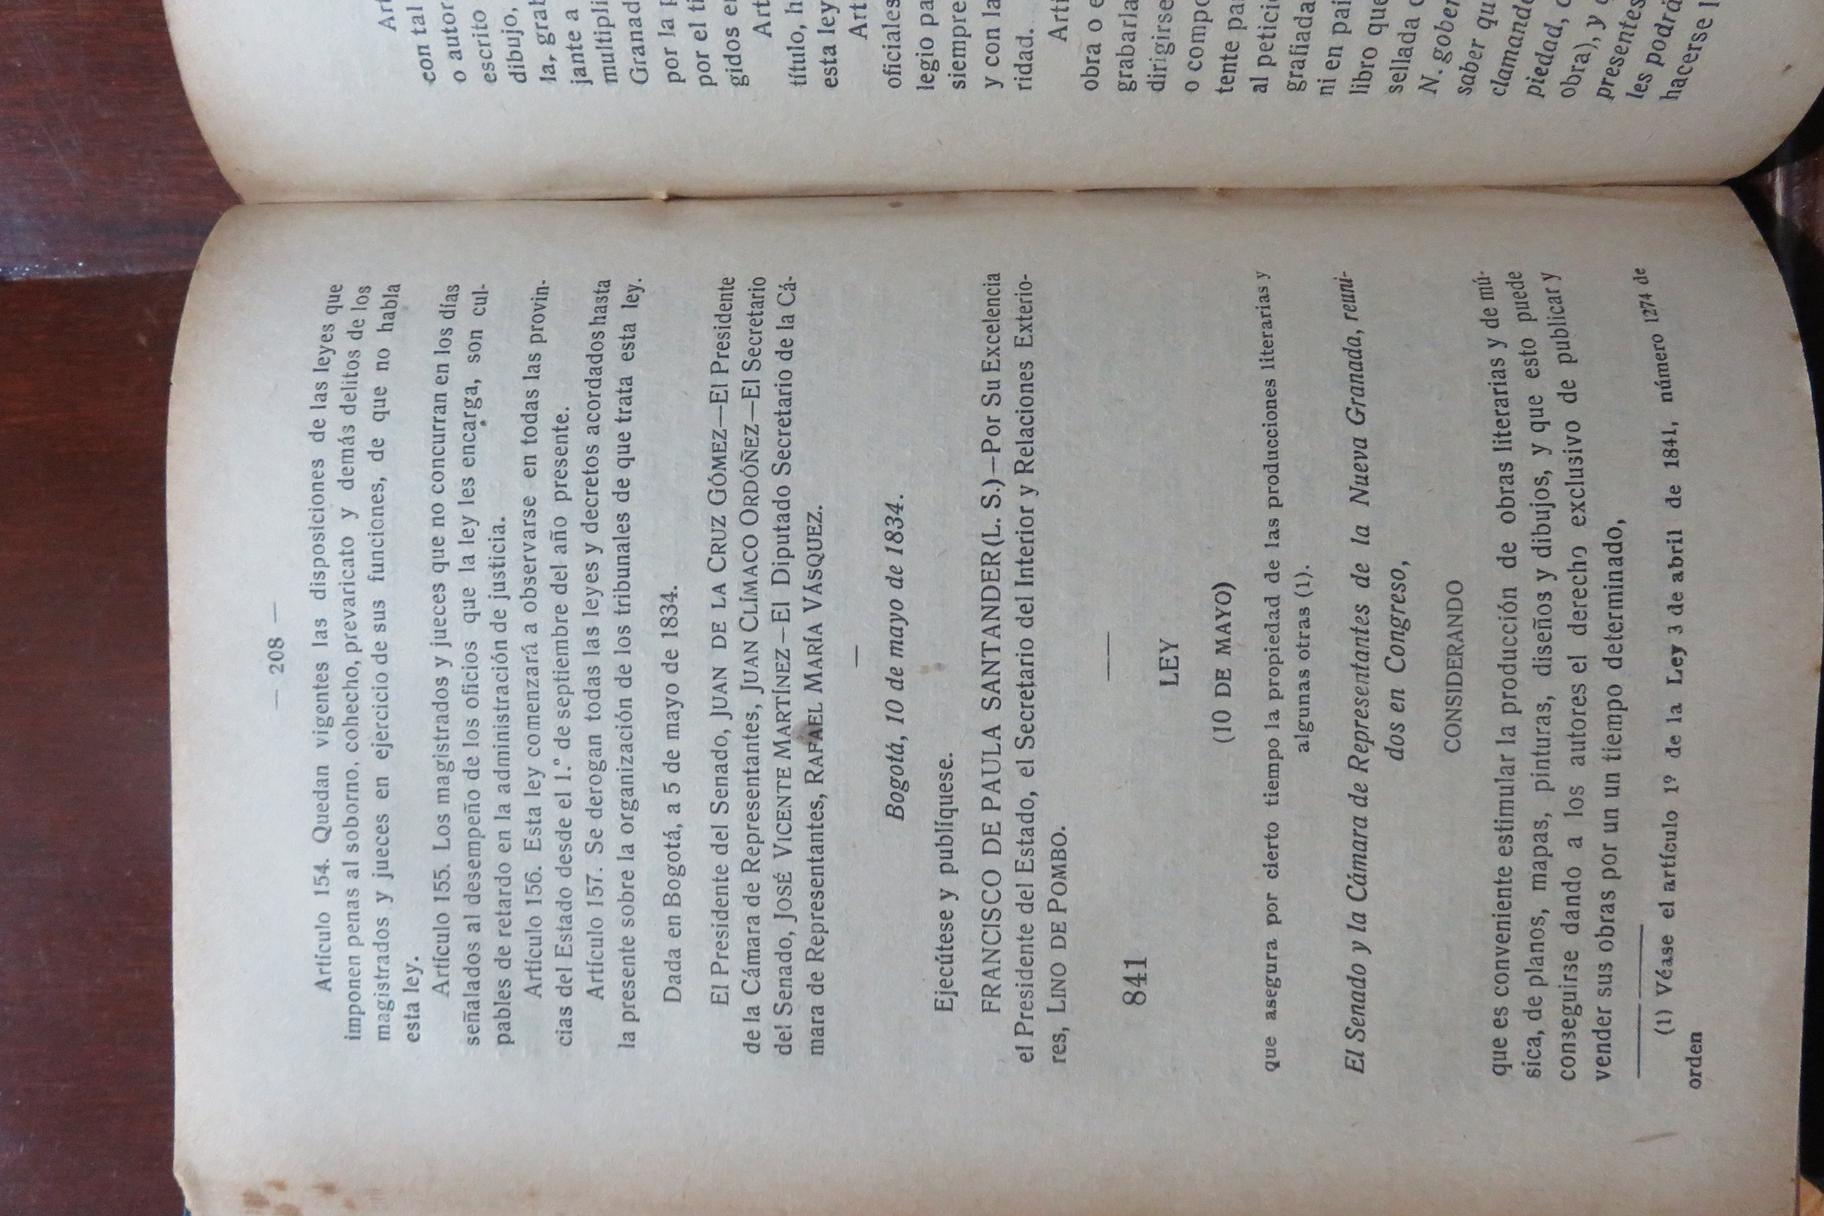 — 208 —
Artículo 154. Quedan vigentes las disposiciones de las leyes que
imponen penas al soborno, cohecho, prevaricato y demás delitos de los
magistrados y jueces en ejercicio de sus funciones, de que no habla
esta ley.
Artículo 155. Los magistrados y jueces que no concurran en los días
señalados al desempeño de los oficios que la ley les encarga, son cul-
pables de retardo en la administración de justicia.
Artículo 156. Esta ley comenzará a observarse en todas las provin-
cias del Estado desde el 1.° de septiembre del año presente.
Artículo 157. Se derogan todas las leyes y decretos acordados hasta
la presente sobre la organización de los tribunales de que trata esta ley.
Dada en Bogotá, a 5 de mayo de 1834.
El Presidente del Senado, JUAN DE LA CRUZ GÓMEZ—El Presidente
de la Cámara de Representantes, JUAN CLÍMACO ORDÓÑEZ—El Secretario
del Senado, JOSÉ VICENTE MARTÍNEZ—El Diputado Secretario de la Cá-
mara de Representantes, RAFAEL MARÍA VÁSQUEZ.
Bogotá, 10 de mayo de 1834.
Ejecútese y publíquese.
FRANCISCO DE PAULA SANTANDER (L. S.)—Por Su Excelencia
el Presidente del Estado, el Secretario del Interior y Relaciones Exterio-
res, LINO DE POMBO.
841
LEY
(10 DE MAYO)
que asegura por cierto tiempo la propiedad de las producciones literarias y
algunas otras (1).
El Senado y la Cámara de Representantes de la Nueva Granada, reuni-
dos en Congreso,
CONSIDERANDO
que es conveniente estimular la producción de obras literarias y de mú-
sica, de planos, mapas, pinturas, diseños y dibujos, y que esto puede
conseguirse dando a los autores el derecho exclusivo de publicar y
vender sus obras por un un tiempo determinado,
(1) Véase el artículo 1º de la Ley 3 de abril de 1841, número 1274 de
orden
con tal
o autor
escrito
dibujo,
jante a
multipli
Granad
por la
por el ti
gidos en
título, h
esta ley
oficiales
legio pa
siempre
y con la
ridad.
obra o e
grabarla
dirigirse
o compo
tente pa
al petici
grafiada
ni en paí
libro que
sellada
N. gober
saber qu
clamando
piedad,
obra), y
presentes
les podrá
hacerse